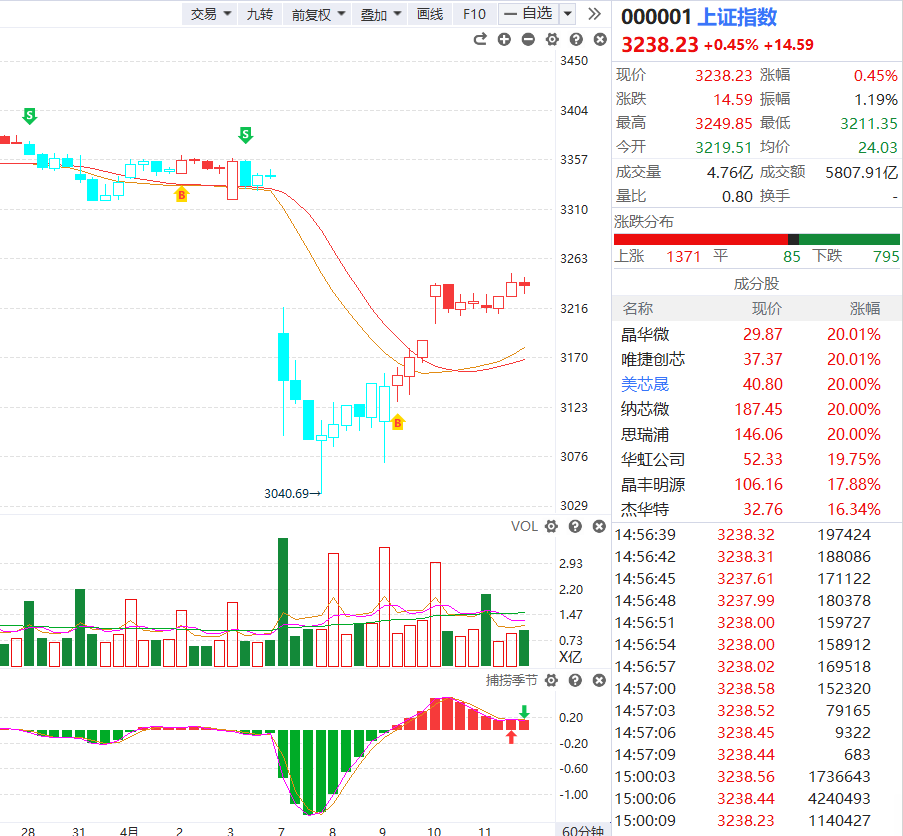 交易 九转 前复权 叠加 画线 F10 一 自选
000001 上证指数
3238.23 +0.45% +14.59
现价 3238.23 涨幅 0.45%
涨跌 14.59 振幅 1.19%
最高 3249.85 最低 3211.35
今开 3219.51 均价 24.03
成交量 4.76亿 成交额 5807.91亿
量比 0.80 换手 -
涨跌分布
上涨 1371 平 85 下跌 795
成分股
名称 现价 涨幅
晶华微 29.87 20.01%
唯捷创芯 37.37 20.01%
美芯晟 40.80 20.00%
纳芯微 187.45 20.00%
思瑞浦 146.06 20.00%
华虹公司 52.33 19.75%
晶丰明源 106.16 17.88%
杰华特 32.76 16.34%
14:56:39 3238.32 197424
14:56:42 3238.31 188086
14:56:45 3237.61 171122
14:56:48 3237.99 180378
14:56:51 3238.00 159727
14:56:54 3238.00 158912
14:56:57 3238.02 169518
14:57:00 3238.58 152320
14:57:03 3238.52 79165
14:57:06 3238.45 9322
14:57:09 3238.44 683
15:00:03 3238.56 1736643
15:00:06 3238.44 4240493
15:00:09 3238.23 1140427
3450
3404
S
S
3357
B
3310
3263
3216
3170
3123
B
3076
3040.69→
3029
VOL
2.93
2.20
1.47
0.73
X亿
捕捞季节
0.20
-0.20
-0.60
-1.00
28 31 4月 2 3 7 8 9 10 11 60分钟